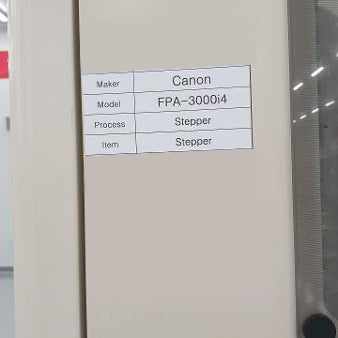 Maker Canon
Model FPA-3000i4
Process Stepper
Item Stepper